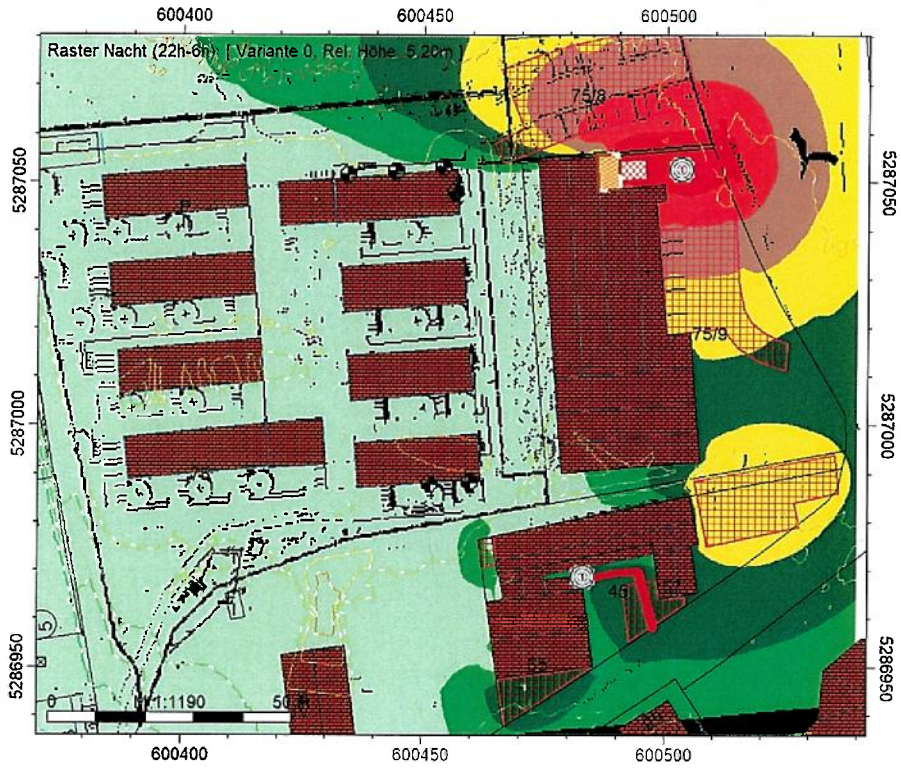 600400 600450 600500
Raster Nacht (22h-6h) [ Variante 0, Rel. Höhe 5.20m ]
75/8
5287050 5287050
75/9
5287000 5287000
45
5
5286950 5286950
0 M 1:1190 50
600400 600450 600500